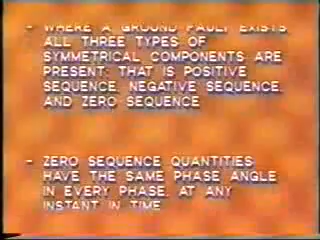 - WHERE A GROUND FAULT EXISTS
ALL THREE TYPES OF
SYMMETRICAL COMPONENTS ARE
PRESENT: THAT IS POSITIVE
SEQUENCE, NEGATIVE SEQUENCE,
AND ZERO SEQUENCE
- ZERO SEQUENCE QUANTITIES
HAVE THE SAME PHASE ANGLE
IN EVERY PHASE, AT ANY
INSTANT IN TIME